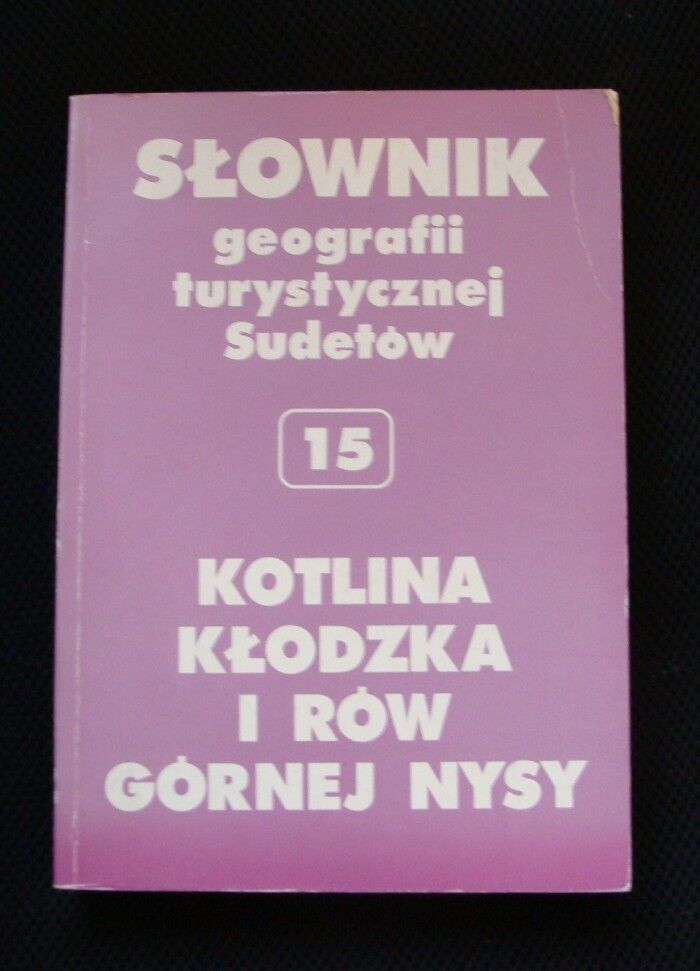 SŁOWNIK
geografii
turystycznej
Sudetów
15
KOTLINA
KŁODZKA
I RÓW
GÓRNEJ NYSY